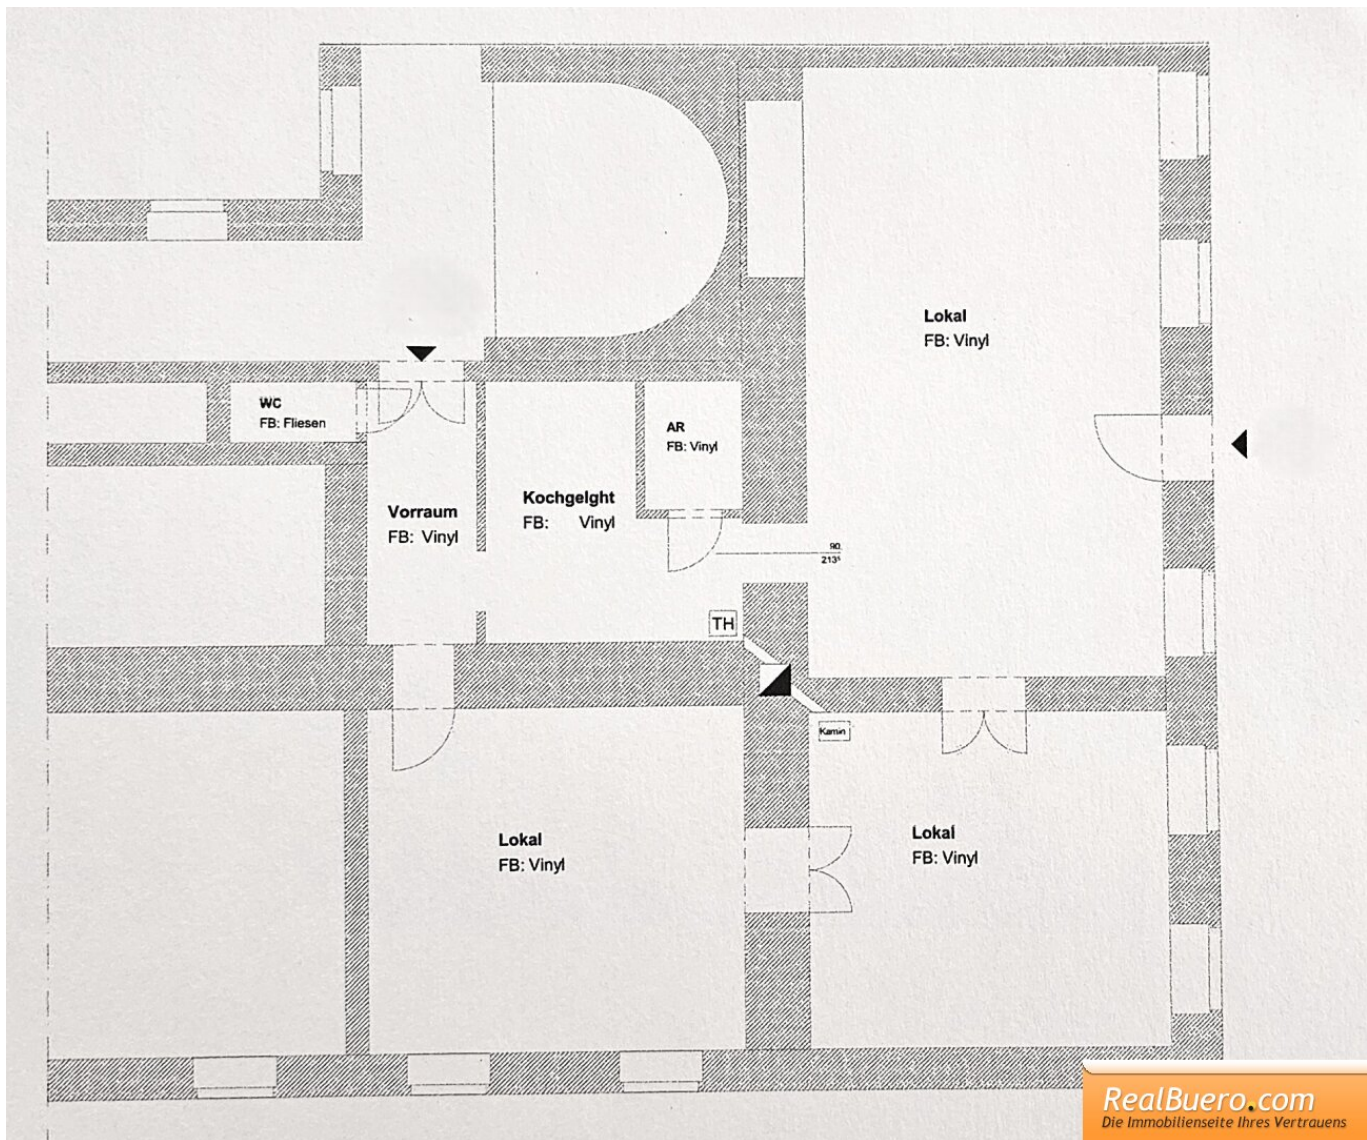 Lokal
FB: Vinyl
WC
FB: Fliesen
AR
FB: Vinyl
Vorraum
FB: Vinyl
Kochgelght
FB: Vinyl
90
213⁵
TH
Kamin
Lokal
FB: Vinyl
Lokal
FB: Vinyl
RealBuero.com
Die Immobilienseite Ihres Vertrauens